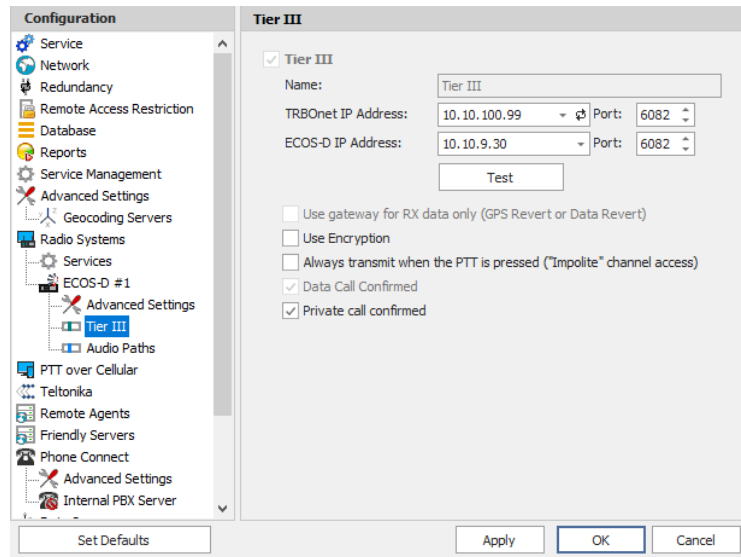 Configuration
Service
Network
Redundancy
Remote Access Restriction
Database
Reports
Service Management
Advanced Settings
Geocoding Servers
Radio Systems
Services
ECOS-D #1
Advanced Settings
Tier III
Audio Paths
PTT over Cellular
Teltonika
Remote Agents
Friendly Servers
Phone Connect
Advanced Settings
Internal PBX Server
Set Defaults
Tier III
Tier III
Name: Tier III
TRBOnet IP Address: 10.10.100.99 Port: 6082
ECOS-D IP Address: 10.10.9.30 Port: 6082
Test
Use gateway for RX data only (GPS Revert or Data Revert)
Use Encryption
Always transmit when the PTT is pressed ("Impolite" channel access)
Data Call Confirmed
Private call confirmed
Apply OK Cancel